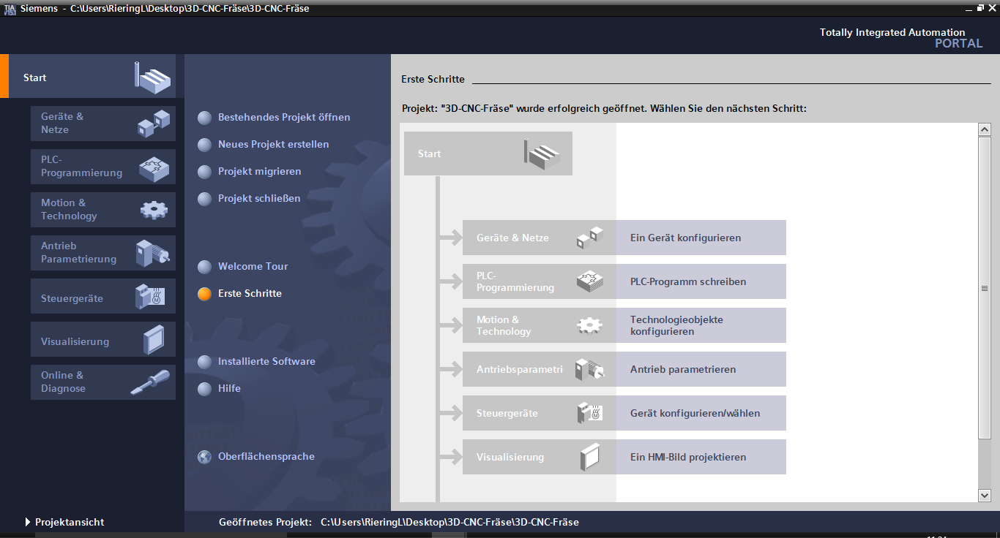 Siemens - C:\Users\RieringL\Desktop\3D-CNC-Fräse\3D-CNC-Fräse
Totally Integrated Automation
PORTAL
Start
Geräte &
Netze
PLC-
Programmierung
Motion &
Technology
Antrieb
Parametrierung
Steuergeräte
Visualisierung
Online &
Diagnose
Bestehendes Projekt öffnen
Neues Projekt erstellen
Projekt migrieren
Projekt schließen
Welcome Tour
Erste Schritte
Installierte Software
Hilfe
Oberflächensprache
Erste Schritte
Projekt: "3D-CNC-Fräse" wurde erfolgreich geöffnet. Wählen Sie den nächsten Schritt:
Start
Geräte & Netze
Ein Gerät konfigurieren
PLC-
Programmierung
PLC-Programm schreiben
Motion &
Technology
Technologieobjekte
konfigurieren
Antriebsparametri
Antrieb parametrieren
Steuergeräte
Gerät konfigurieren/wählen
Visualisierung
Ein HMI-Bild projektieren
Projektansicht
Geöffnetes Projekt: C:\Users\RieringL\Desktop\3D-CNC-Fräse\3D-CNC-Fräse